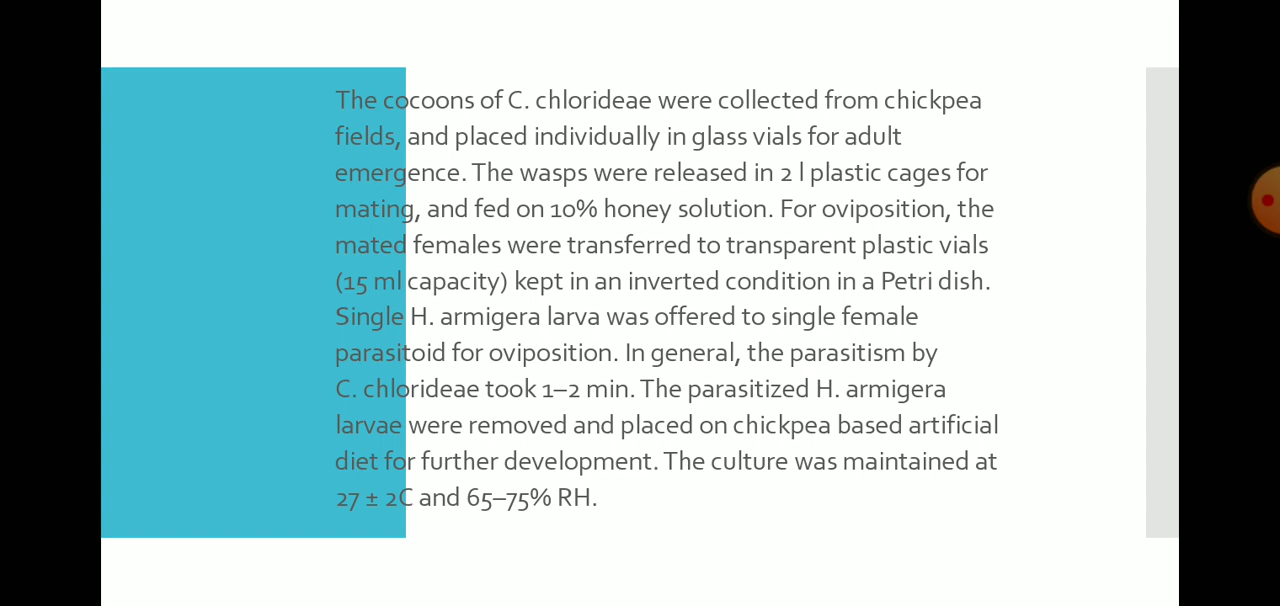 The cocoons of C. chlorideae were collected from chickpea
fields, and placed individually in glass vials for adult
emergence. The wasps were released in 2 l plastic cages for
mating, and fed on 10% honey solution. For oviposition, the
mated females were transferred to transparent plastic vials
(15 ml capacity) kept in an inverted condition in a Petri dish.
Single H. armigera larva was offered to single female
parasitoid for oviposition. In general, the parasitism by
C. chlorideae took 1–2 min. The parasitized H. armigera
larvae were removed and placed on chickpea based artificial
diet for further development. The culture was maintained at
27 ± 2C and 65–75% RH.